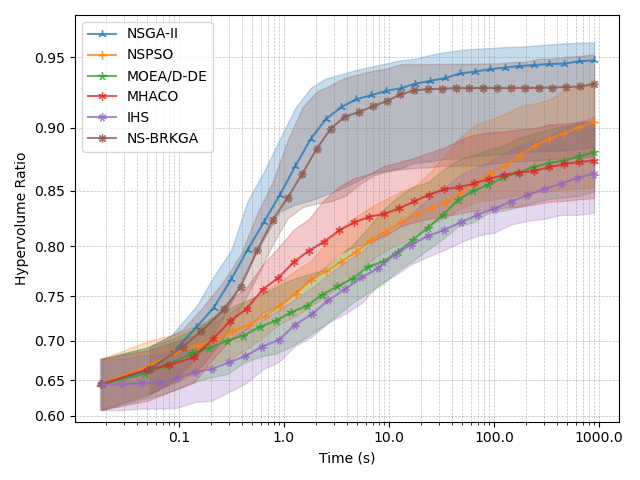 NSGA-II
NSPSO
MOEA/D-DE
MHACO
IHS
NS-BRKGA
Hypervolume Ratio
0.95
0.90
0.85
0.80
0.75
0.70
0.65
0.60
0.1 1.0 10.0 100.0 1000.0
Time (s)